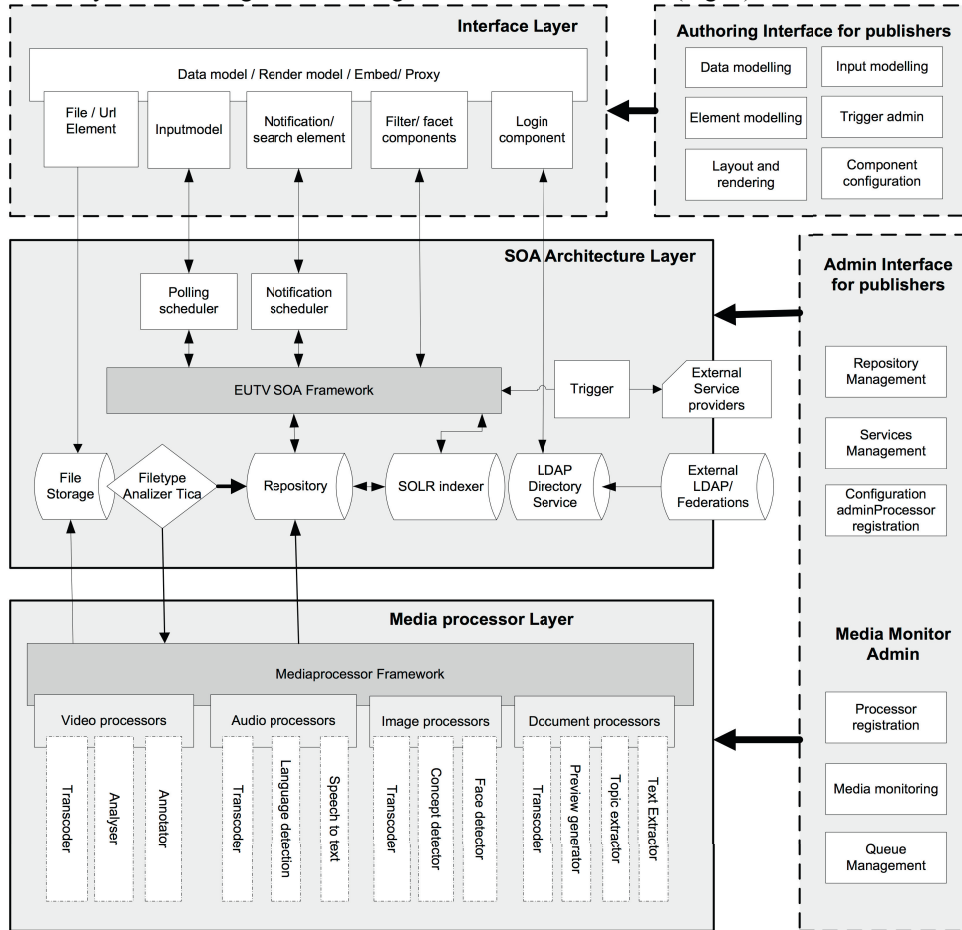 Interface Layer
Data model / Render model / Embed/ Proxy
File / Url
Element
Inputmodel
Notification/
search element
Filter/ facet
components
Login
component
Authoring Interface for publishers
Data modelling
Input modelling
Element modelling
Trigger admin
Layout and
rendering
Component
configuration
SOA Architecture Layer
Polling
scheduler
Notification
scheduler
EUTV SOA Framework
Trigger
External
Service
providers
File
Storage
Filetype
Analizer Tica
Repository
SOLR indexer
LDAP
Directory
Service
External
LDAP/
Federations
Admin Interface
for publishers
Repository
Management
Services
Management
Configuration
adminProcessor
registration
Media processor Layer
Mediaprocessor Framework
Video processors
Audio processors
Image processors
Document processors
Transcoder
Analyser
Annotator
Transcoder
Language detection
Speech to text
Transcoder
Concept detector
Face detector
Transcoder
Preview generator
Topic extractor
Text Extractor
Media Monitor
Admin
Processor
registration
Media monitoring
Queue
Management